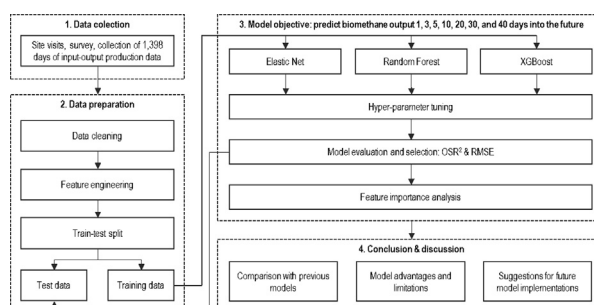 1. Data colection
Site visits, survey, collection of 1,398
days of input-output production data
2. Data preparation
Data cleaning
Feature engineering
Train-test split
Test data
Training data
3. Model objective: predict biomethane output 1, 3, 5, 10, 20, 30, and 40 days into the future
Elastic Net
Random Forest
XGBoost
Hyper-parameter tuning
Model evaluation and selection: OSR² & RMSE
Feature importance analysis
4. Conclusion & discussion
Comparison with previous
models
Model advantages and
limitations
Suggestions for future
model implementations